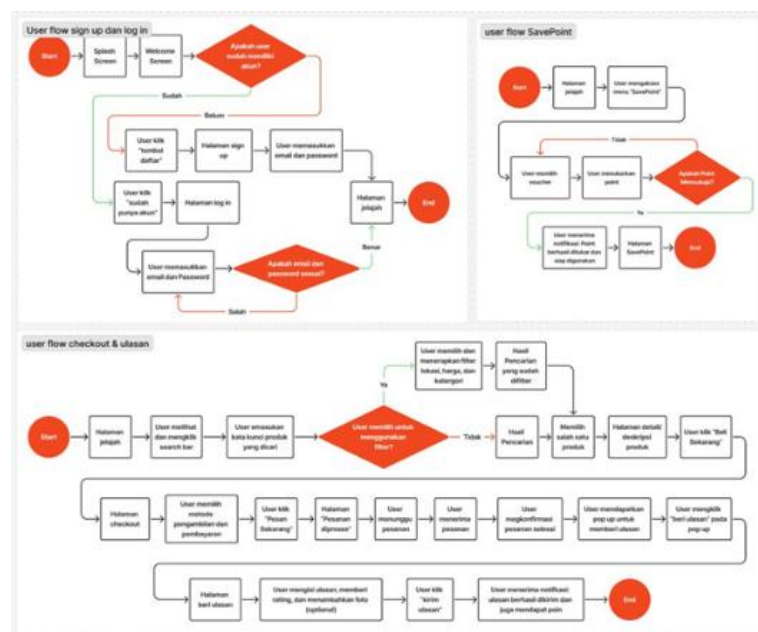 User flow sign up dan log in
Start
Splash
Screen
Welcome
Screen
Apakah user
sudah memiliki
akun?
Sudah
Belum
User klik
"tombol
daftar"
Halaman sign
up
User memasukkan
email dan password
User klik
"sudah
punya akun"
Halaman log in
Halaman
jelajah
End
User memasukkan
email dan Password
Apakah email dan
password sesuai?
Benar
Salah
user flow SavePoint
Start
Halaman
jelajah
User mengakses
menu "SavePoint"
Tidak
User memilih
voucher
User menukarkan
point
Apakah Point
Mencukupi?
Ya
User menerima
notifikasi: Point
berhasil ditukar dan
siap digunakan
Halaman
SavePoint
End
user flow checkout & ulasan
Start
Halaman
jelajah
User melihat
dan mengklik
search bar
User
kata kunci produk
yang dicari
User memilih untuk
menggunakan
filter?
Ya
User memilih dan
menerapkan filter
lokasi, harga, dan
Hasil
Pencarian
yang sudah
difilter
Tidak
Hasil
Pencarian
Memilih
salah satu
produk
Halaman detail/
deskripsi
produk
User klik "Beli
Sekarang"
Halaman
checkout
User memilih
metode
pengambilan dan
pembayaran
User klik
"Pesan
Sekarang"
Halaman
"Pesanan
diproses"
User
menunggu
pesanan
User
menerima
pesanan
User
pesanan selesai
User mendapatkan
pop up untuk
memberi ulasan
User mengklik
"beri ulasan" pada
pop up
Halaman
beri ulasan
User mengisi ulasan, memberi
rating, dan menambahkan foto
(optional)
User klik
"kirim
ulasan"
User menerima notifikasi:
ulasan berhasil dikirim dan
juga mendapat poin
End